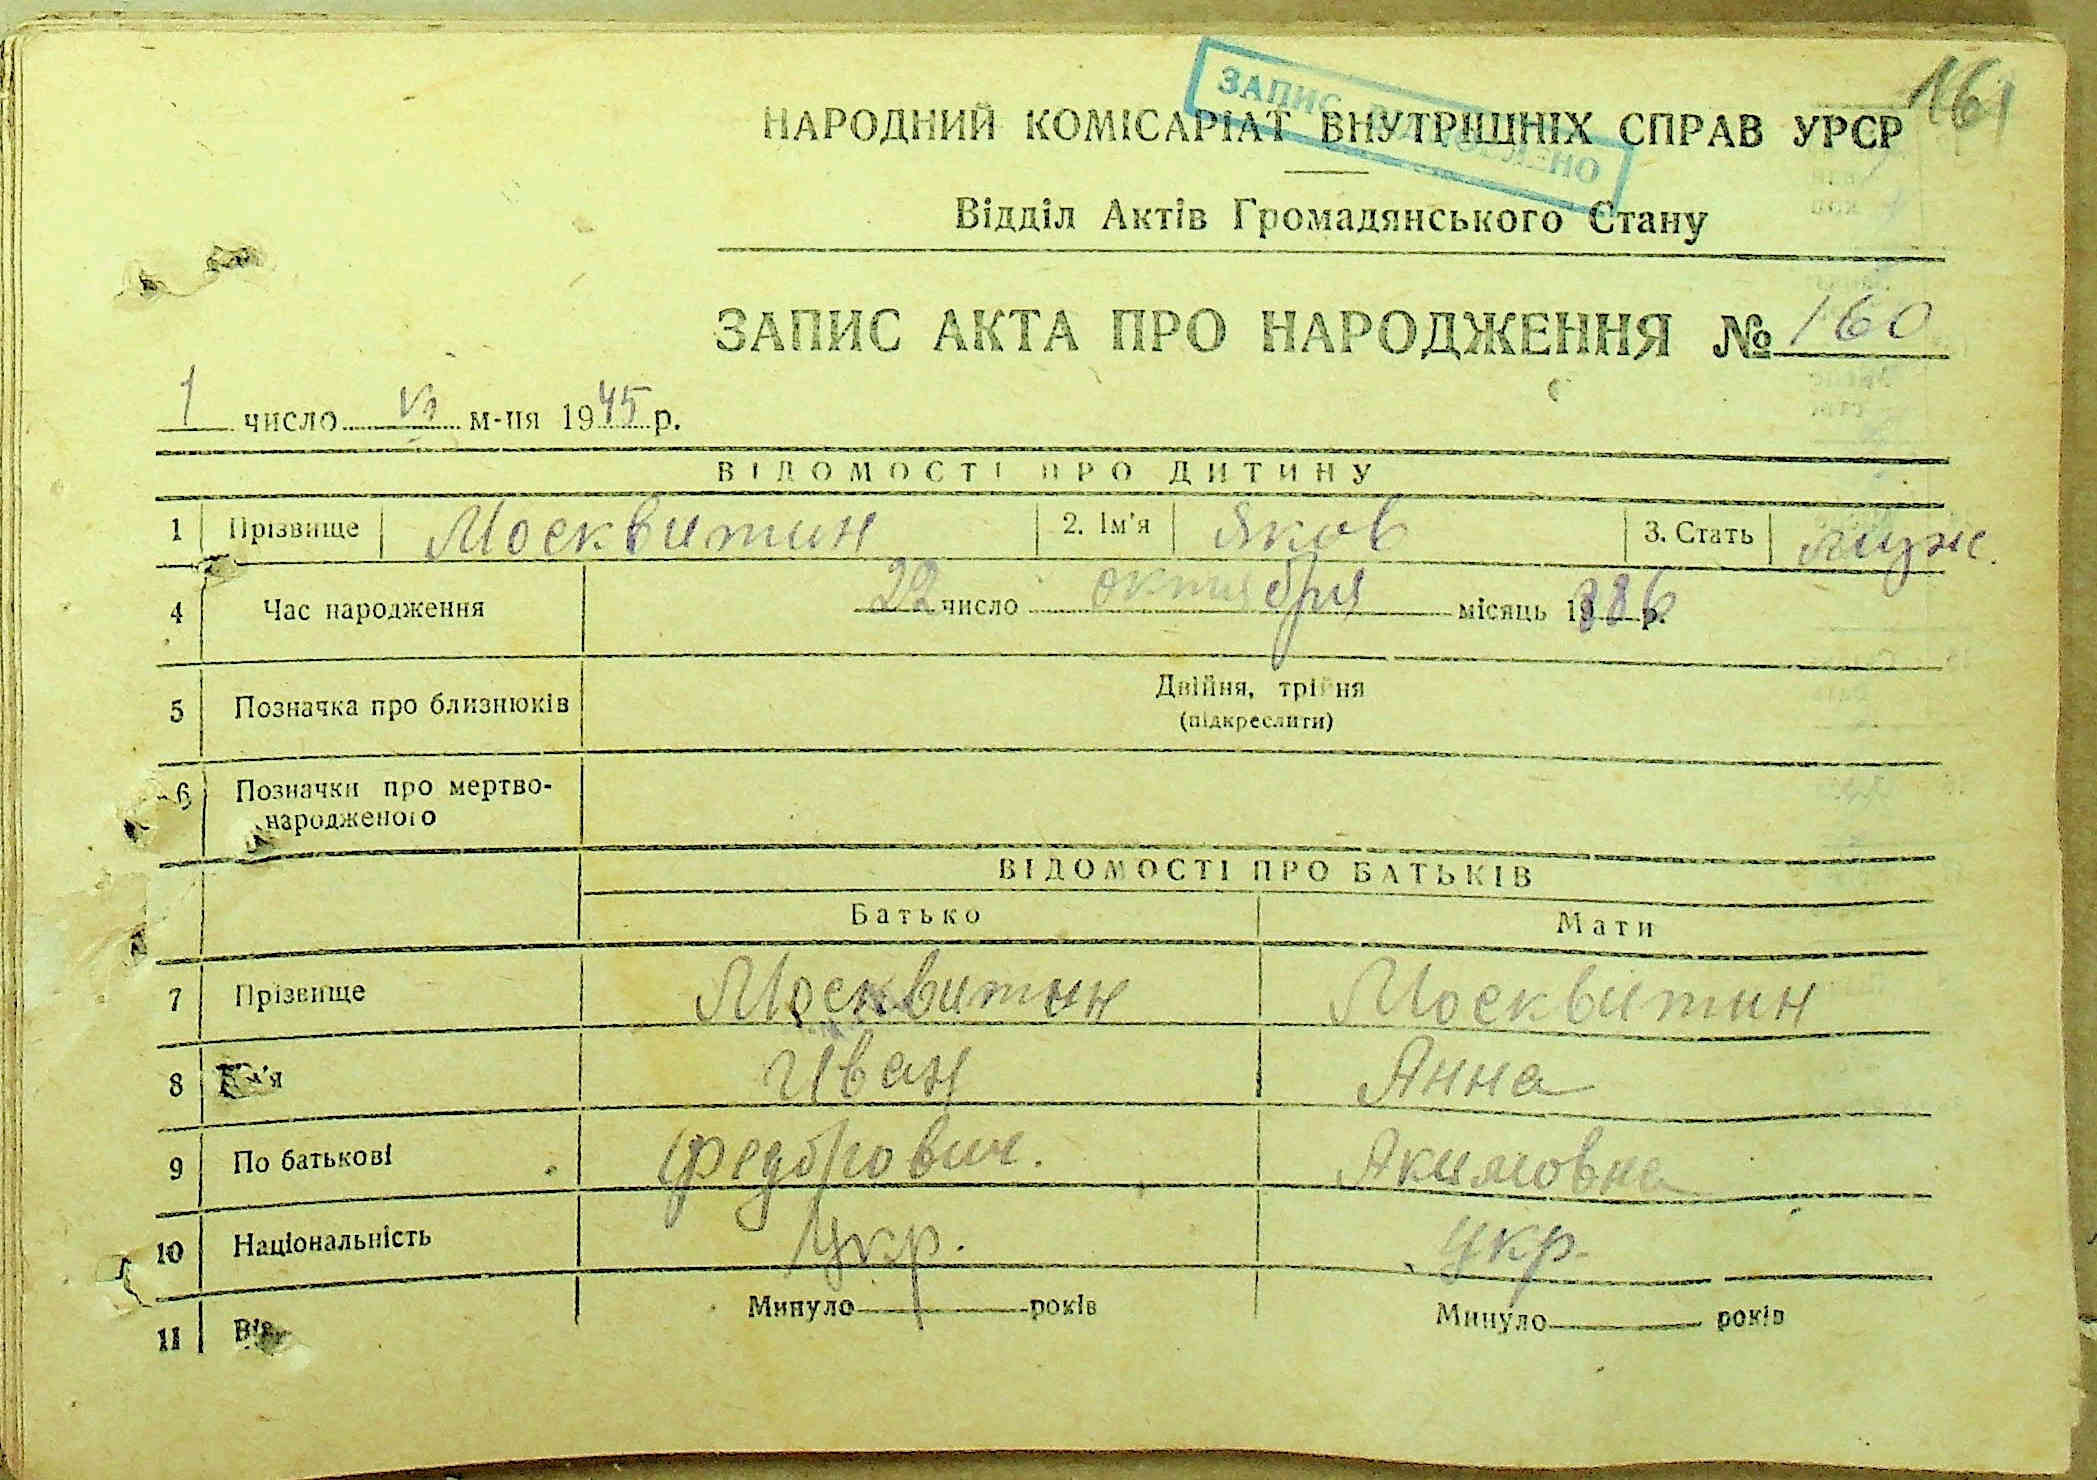 161
ЗАПИС ВІДНОВЛЕНО
НАРОДНИЙ КОМІСАРІАТ ВНУТРІШНІХ СПРАВ УРСР
Відділ Актів Громадянського Стану
ЗАПИС АКТА ПРО НАРОДЖЕННЯ № 160
1 число VI м-ця 1945 р.
ВІДОМОСТІ ПРО ДИТИНУ
1 Прізвище Москвитин 2. Ім'я Яков 3. Стать муж.
4 Час народження 22 число октября місяць 1886 р.
5 Позначка про близнюків Двійня, трійня
(підкреслити)
6 Позначки про мертво-
народженого
ВІДОМОСТІ ПРО БАТЬКІВ
Батько Мати
7 Прізвище Москвитин Москвитин
8 Ім'я Иван Анна
9 По батькові Федорович. Акимовна
10 Національність Укр. Укр.
11 Вік Минуло років Минуло років